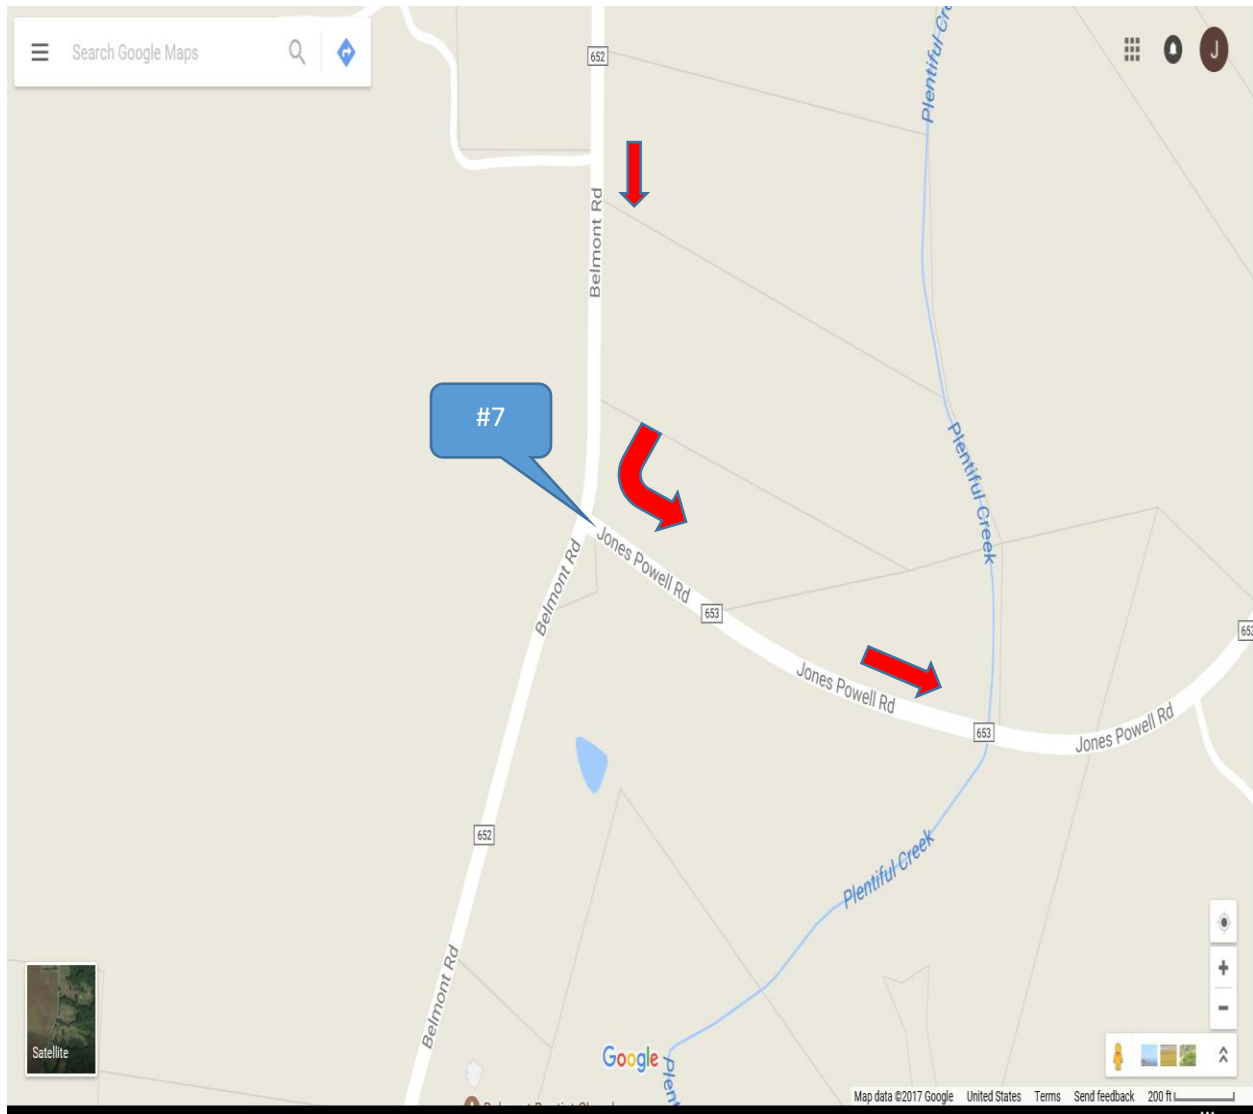 Search Google Maps
J
652
Plentiful Cr
Belmont Rd
#7
Plentiful Creek
Jones Powell Rd
Belmont Rd
653
653
Jones Powell Rd
653
Jones Powell Rd
652
Plentiful Creek
Belmont Rd
Satellite
Google
Plent
Map data ©2017 Google United States Terms Send feedback 200 ft